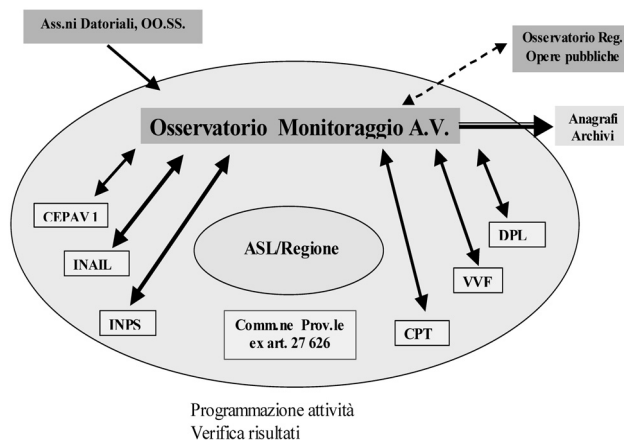 Ass.ni Datoriali, OO.SS.
Osservatorio Reg.
Opere pubbliche
Osservatorio Monitoraggio A.V.
Anagrafi
Archivi
CEPAV 1
DPL
ASL/Regione
INAIL
VVF
INPS
Comm.ne Prov.le
ex art. 27 626
CPT
Programmazione attività
Verifica risultati